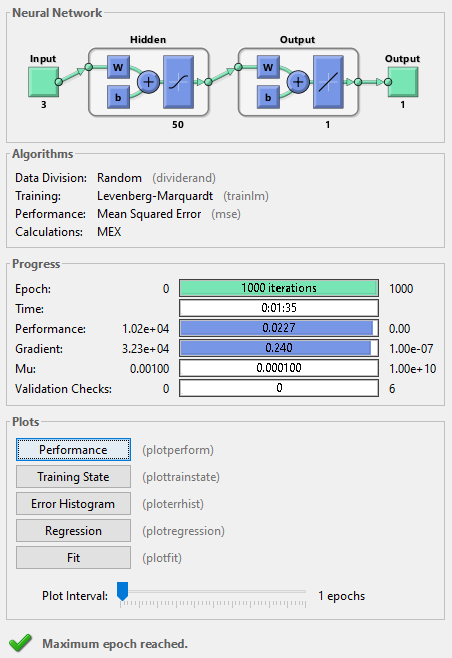 Neural Network
Hidden Output
Input Output
W W
b b
3 50 1 1
Algorithms
Data Division: Random (dividerand)
Training: Levenberg-Marquardt (trainlm)
Performance: Mean Squared Error (mse)
Calculations: MEX
Progress
Epoch: 0 1000 iterations 1000
Time: 0:01:35
Performance: 1.02e+04 0.0227 0.00
Gradient: 3.23e+04 0.240 1.00e-07
Mu: 0.00100 0.000100 1.00e+10
Validation Checks: 0 0 6
Plots
Performance (plotperform)
Training State (plottrainstate)
Error Histogram (ploterrhist)
Regression (plotregression)
Fit (plotfit)
Plot Interval: 1 epochs
Maximum epoch reached.